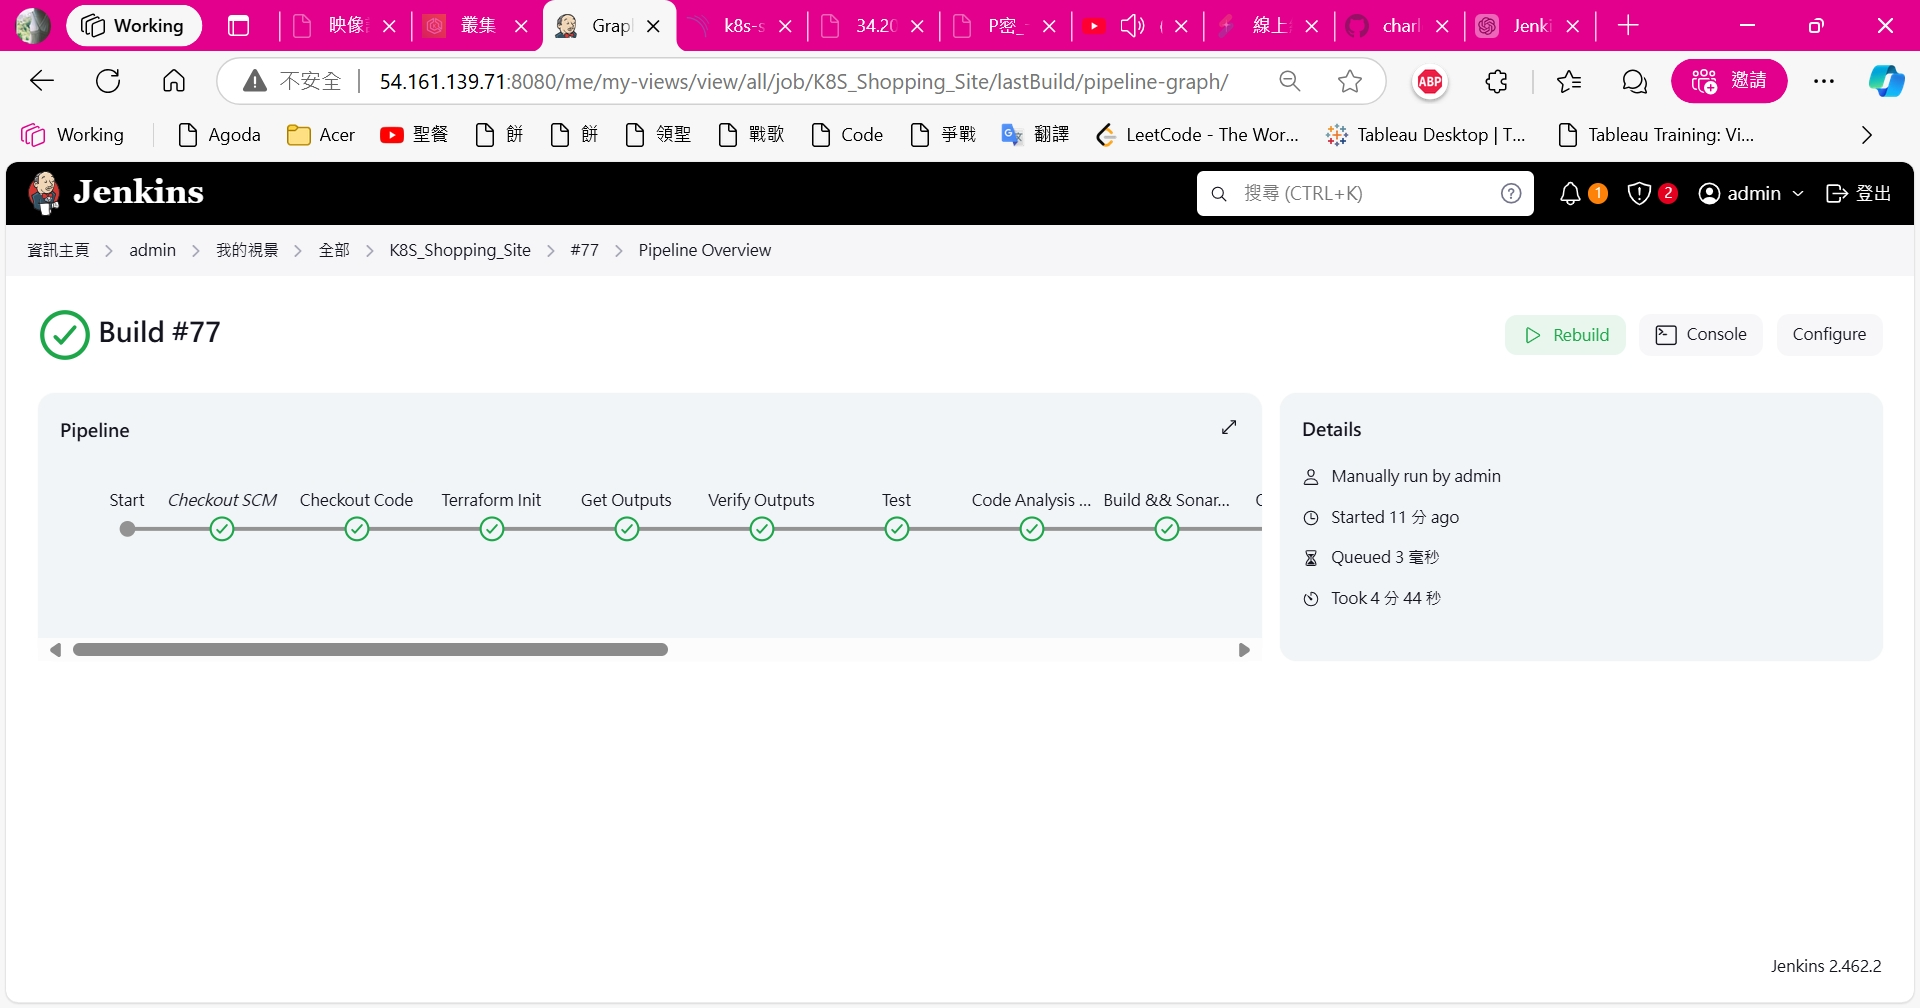 Working
映像
叢集
Grap
k8s-s
34.20
P密_
線上
charl
Jenki
不安全
54.161.139.71:8080/me/my-views/view/all/job/K8S_Shopping_Site/lastBuild/pipeline-graph/
ABP
邀請
Working
Agoda
Acer
聖餐
餅
餅
領聖
戰歌
Code
爭戰
翻譯
LeetCode - The Wor...
Tableau Desktop | T...
Tableau Training: Vi...
Jenkins
搜尋 (CTRL+K)
1
2
admin
登出
資訊主頁 > admin > 我的視景 > 全部 > K8S_Shopping_Site > #77 > Pipeline Overview
Build #77
Rebuild
Console
Configure
Pipeline
Start
Checkout SCM
Checkout Code
Terraform Init
Get Outputs
Verify Outputs
Test
Code Analysis ...
Build && Sonar...
Details
Manually run by admin
Started 11 分 ago
Queued 3 毫秒
Took 4 分 44 秒
Jenkins 2.462.2